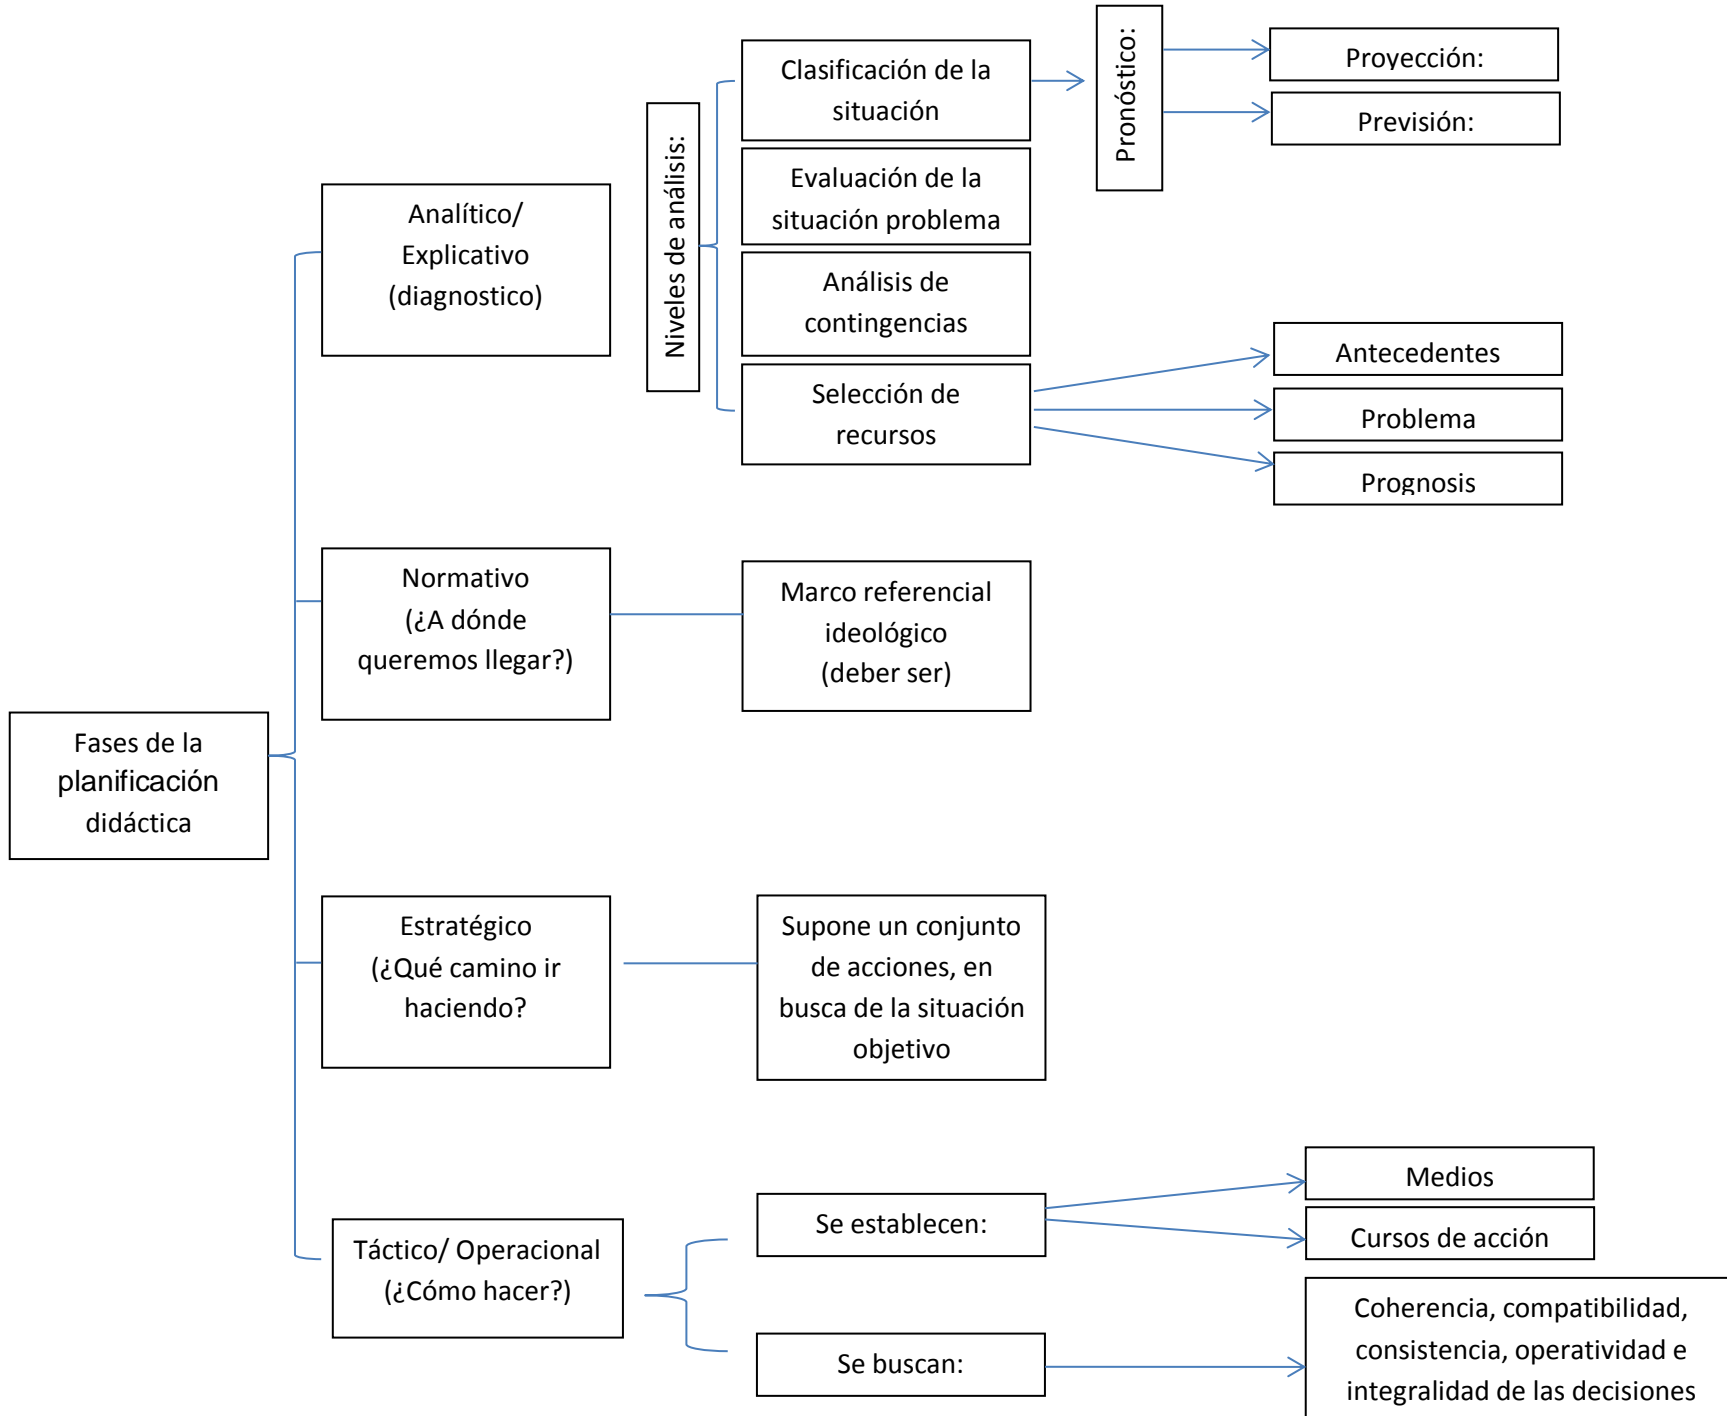 Fases de la
planificación
didáctica
Analítico/
Explicativo
(diagnostico)
Niveles de análisis:
Clasificación de la
situación
Pronóstico:
Proyección:
Previsión:
Evaluación de la
situación problema
Análisis de
contingencias
Selección de
recursos
Antecedentes
Problema
Prognosis
Normativo
(¿A dónde
queremos llegar?)
Marco referencial
ideológico
(deber ser)
Estratégico
(¿Qué camino ir
haciendo?
Supone un conjunto
de acciones, en
busca de la situación
objetivo
Táctico/ Operacional
(¿Cómo hacer?)
Se establecen:
Medios
Cursos de acción
Se buscan:
Coherencia, compatibilidad,
consistencia, operatividad e
integralidad de las decisiones